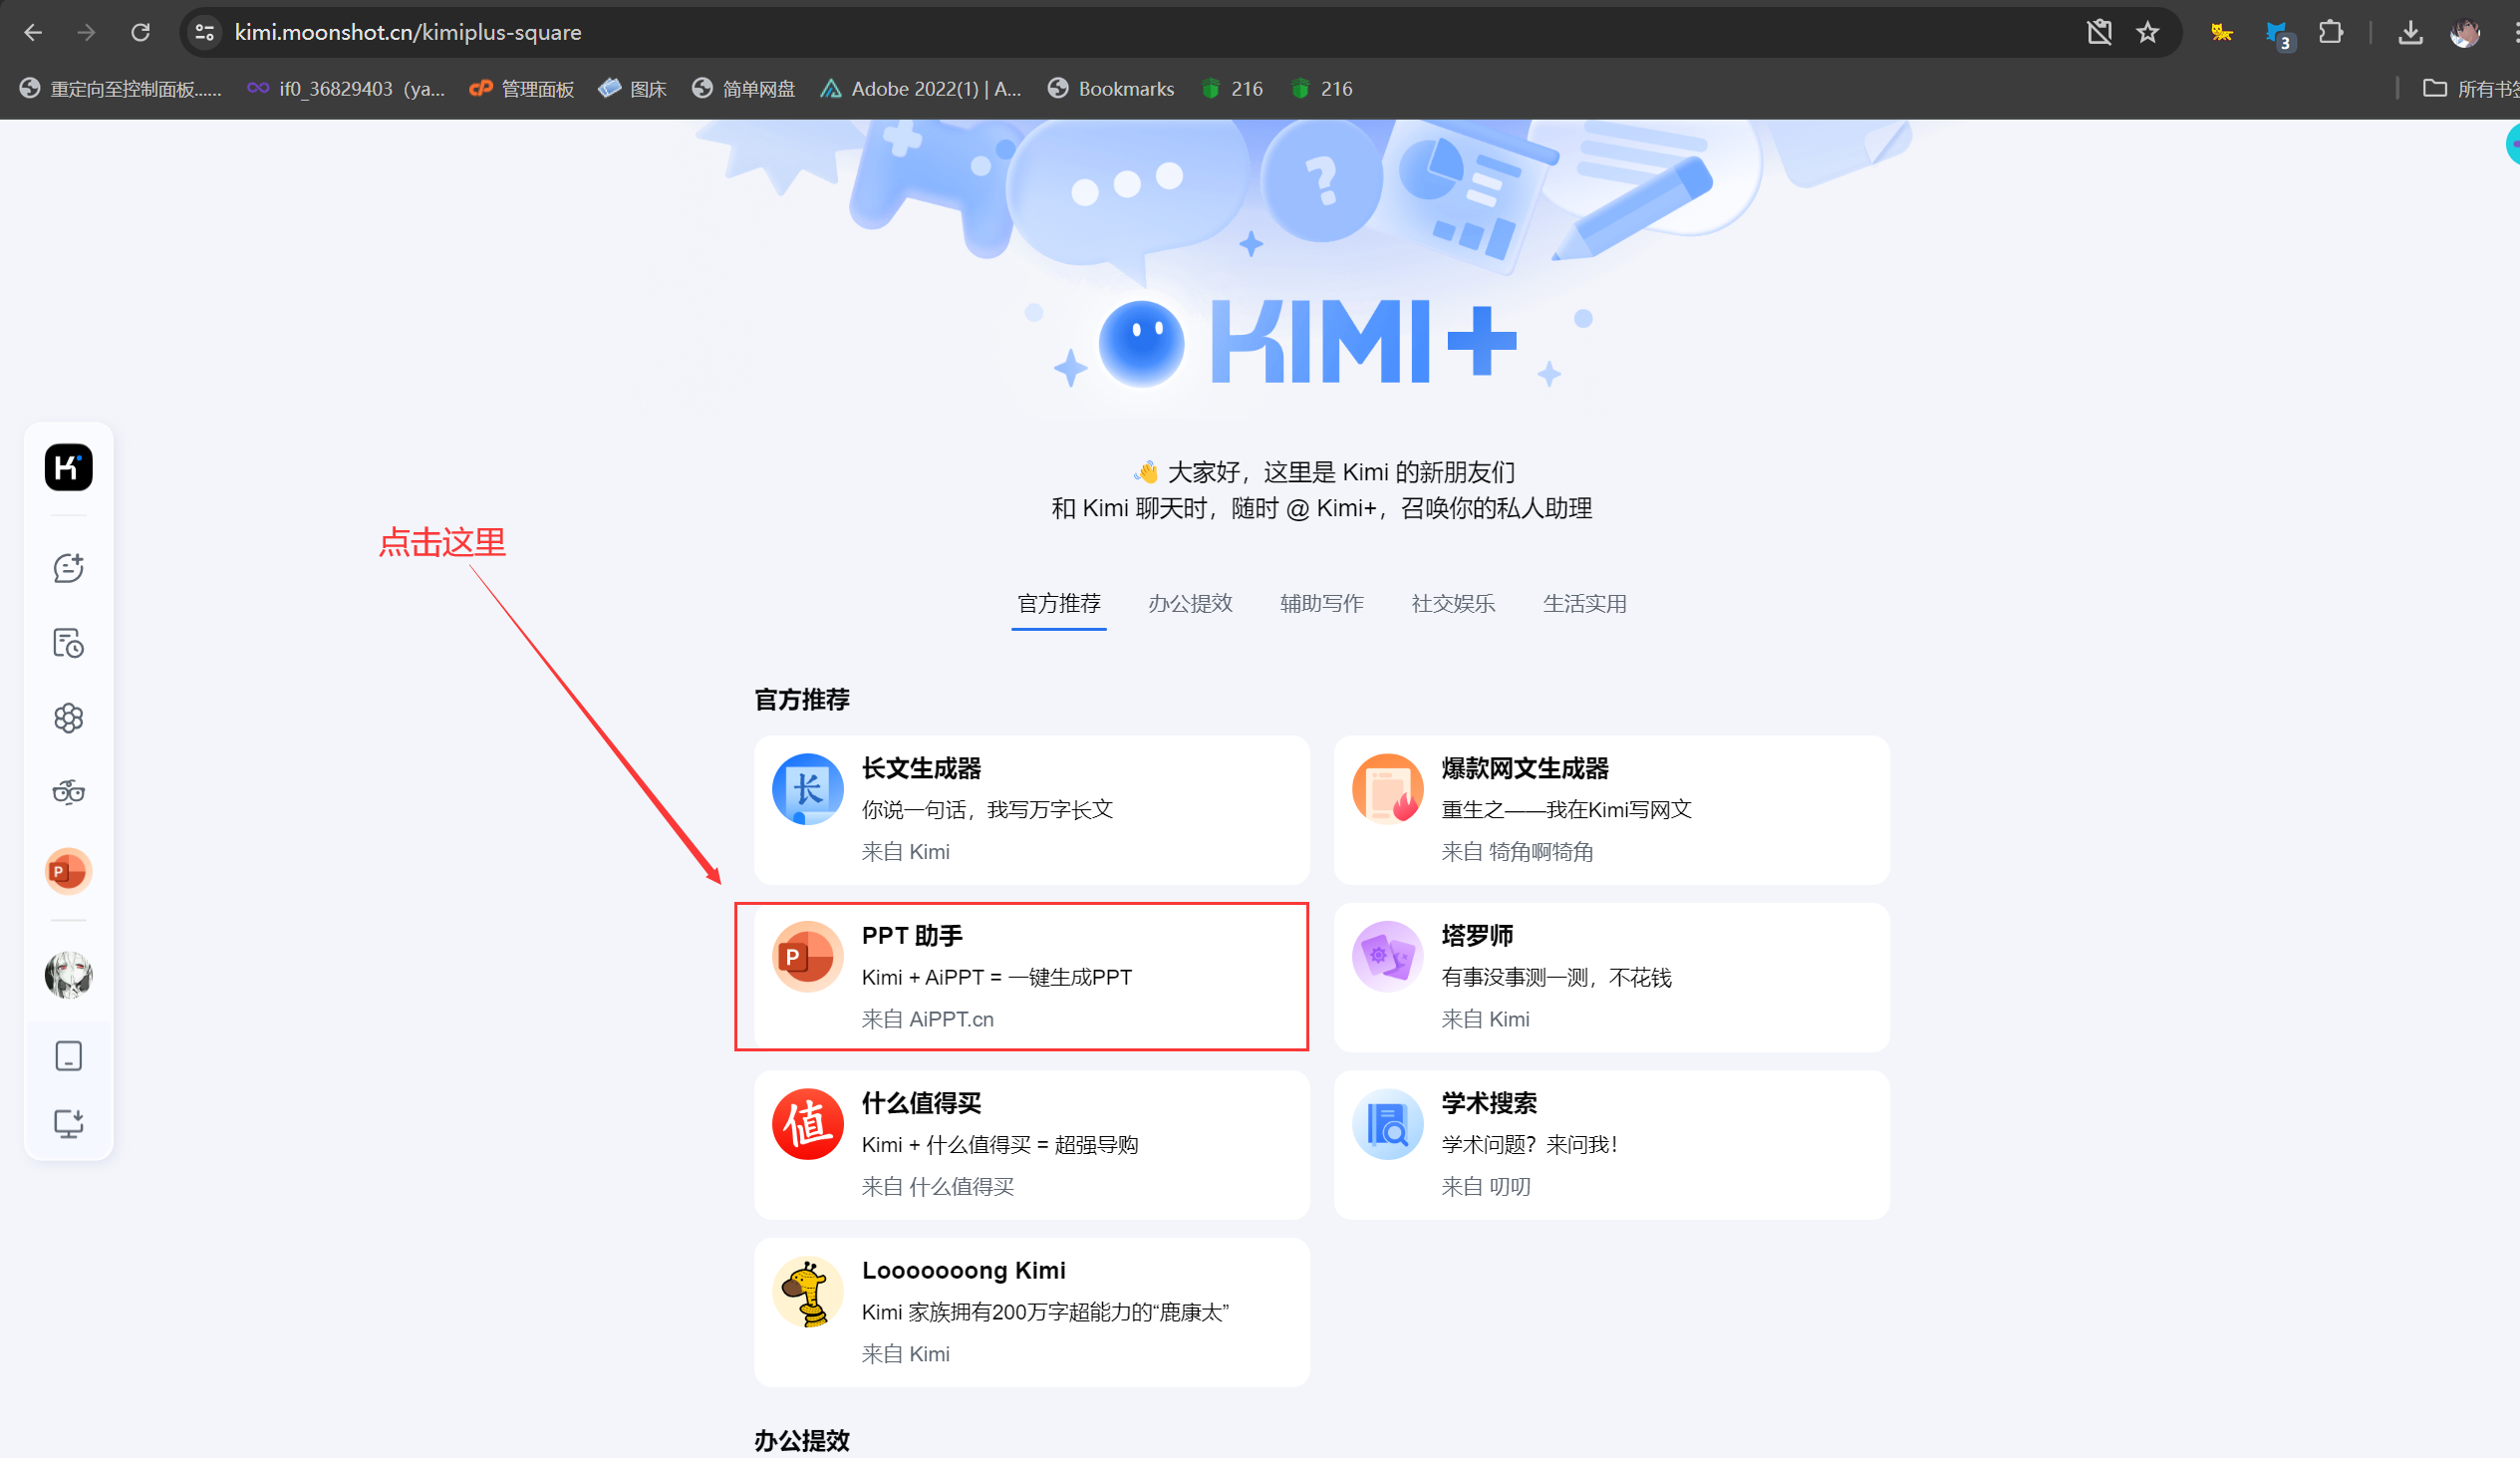 kimi.moonshot.cn/kimiplus-square
3
重定向至控制面板......
if0_36829403（ya...
管理面板
图床
简单网盘
Adobe 2022(1) | A...
Bookmarks
216
216
所有书签
KIMI+
👋 大家好，这里是 Kimi 的新朋友们
和 Kimi 聊天时，随时 @ Kimi+，召唤你的私人助理
点击这里
官方推荐
办公提效
辅助写作
社交娱乐
生活实用
官方推荐
长
长文生成器
你说一句话，我写万字长文
来自 Kimi
爆款网文生成器
重生之——我在Kimi写网文
来自 犄角啊犄角
P
PPT 助手
Kimi + AiPPT = 一键生成PPT
来自 AiPPT.cn
塔罗师
有事没事测一测，不花钱
来自 Kimi
值
什么值得买
Kimi + 什么值得买 = 超强导购
来自 什么值得买
学术搜索
学术问题？来问我！
来自 叨叨
Looooooong Kimi
Kimi 家族拥有200万字超能力的“鹿康太”
来自 Kimi
办公提效
K
P